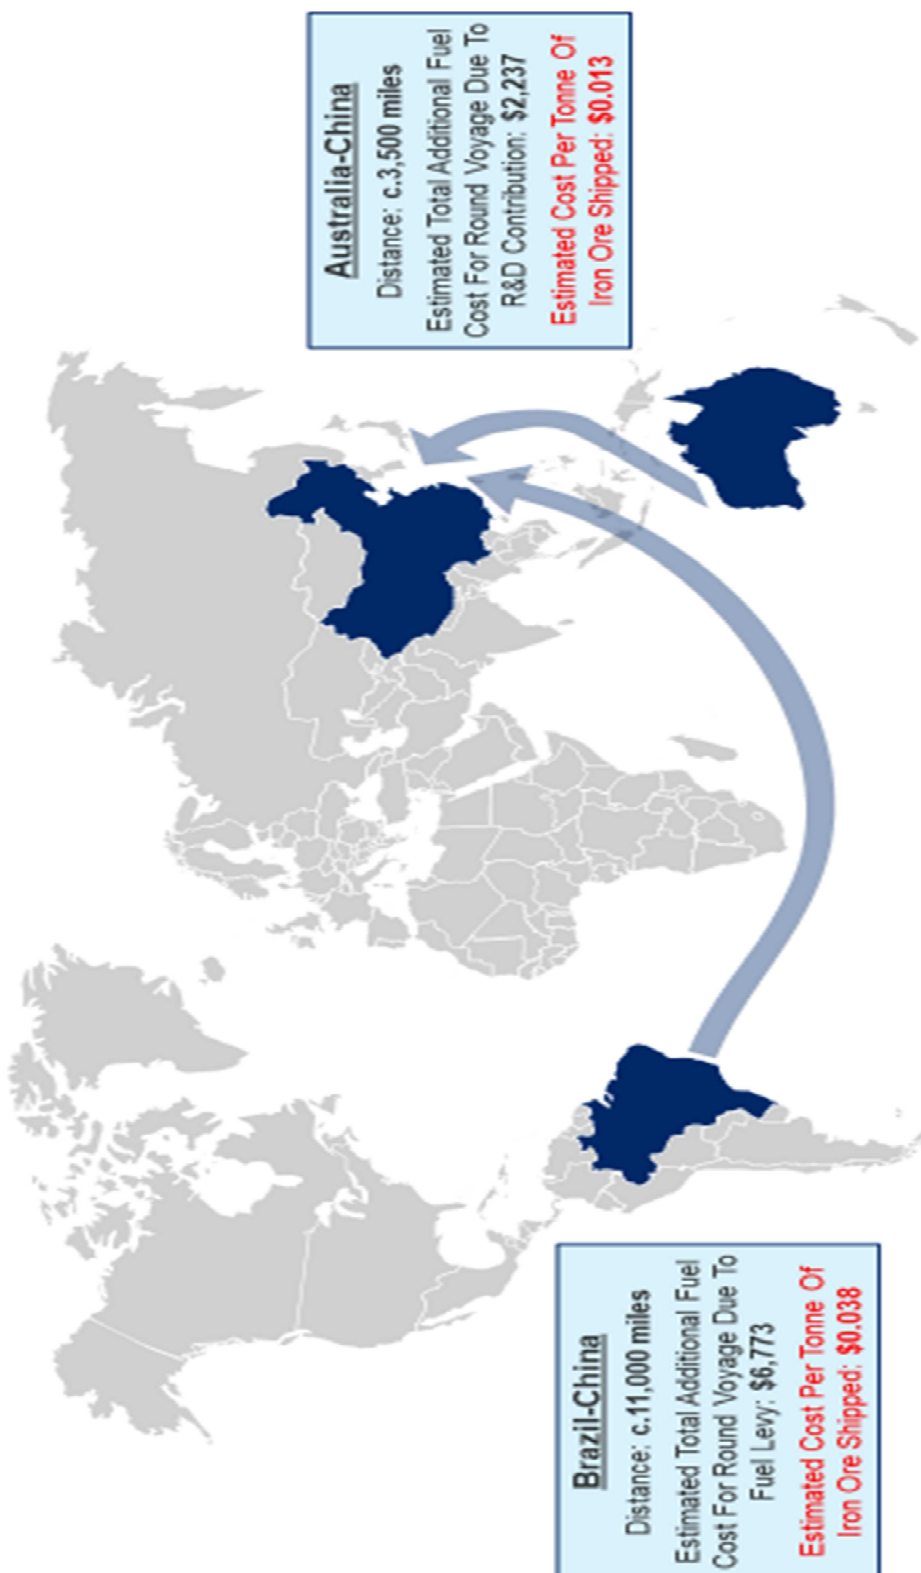 Australia-China
Distance: c.3,500 miles
Estimated Total Additional Fuel
Cost For Round Voyage Due To
R&D Contribution: $2,237
Estimated Cost Per Tonne Of
Iron Ore Shipped: $0.013
Brazil-China
Distance: c.11,000 miles
Estimated Total Additional Fuel
Cost For Round Voyage Due To
Fuel Levy: $6,773
Estimated Cost Per Tonne Of
Iron Ore Shipped: $0.038